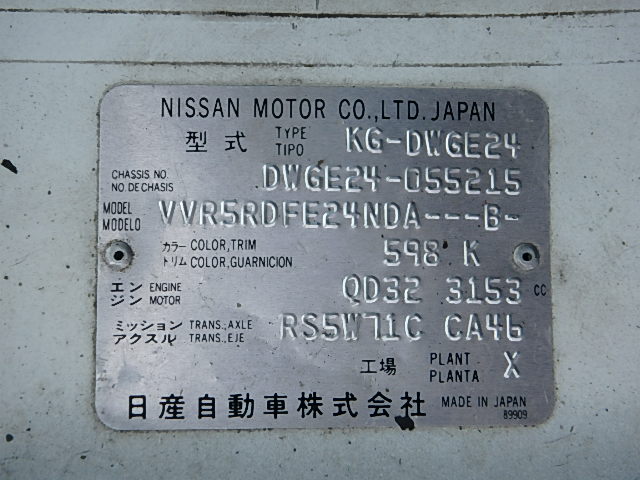 NISSAN MOTOR CO.,LTD. JAPAN
型式 TYPE TIPO KG-DWGE24
CHASSIS NO. NO. DE CHASIS DWGE24-055215
MODEL MODELO VVR5RDFE24NDA---B-
カラー COLOR, TRIM
トリム COLOR, GUARNICION 598 K
エンジン ENGINE MOTOR QD32 3153 CC
ミッション TRANS., AXLE
アクスル TRANS., EJE RS5W71C CA46
工場 PLANT PLANTA X
日産自動車株式会社 MADE IN JAPAN
89909